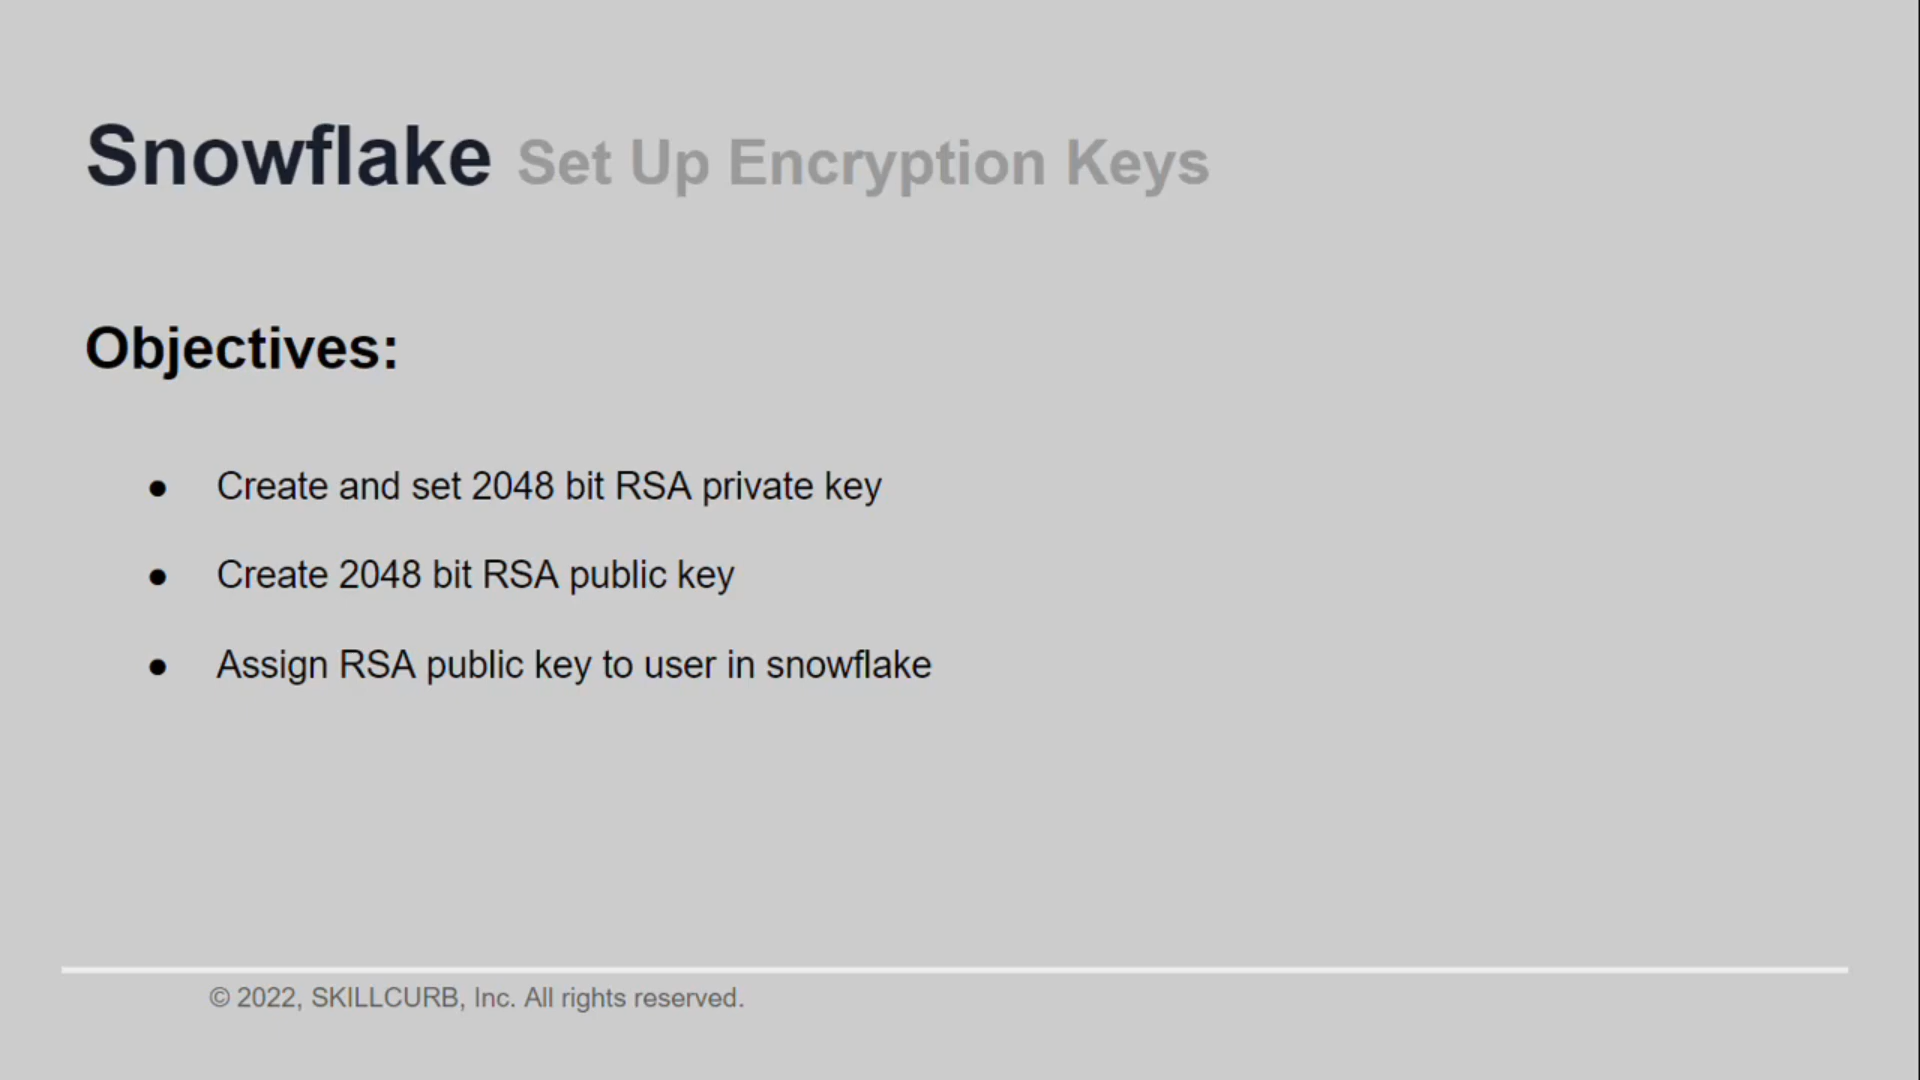 Snowflake Set Up Encryption Keys
Objectives:
● Create and set 2048 bit RSA private key
● Create 2048 bit RSA public key
● Assign RSA public key to user in snowflake
© 2022, SKILLCURB, Inc. All rights reserved.